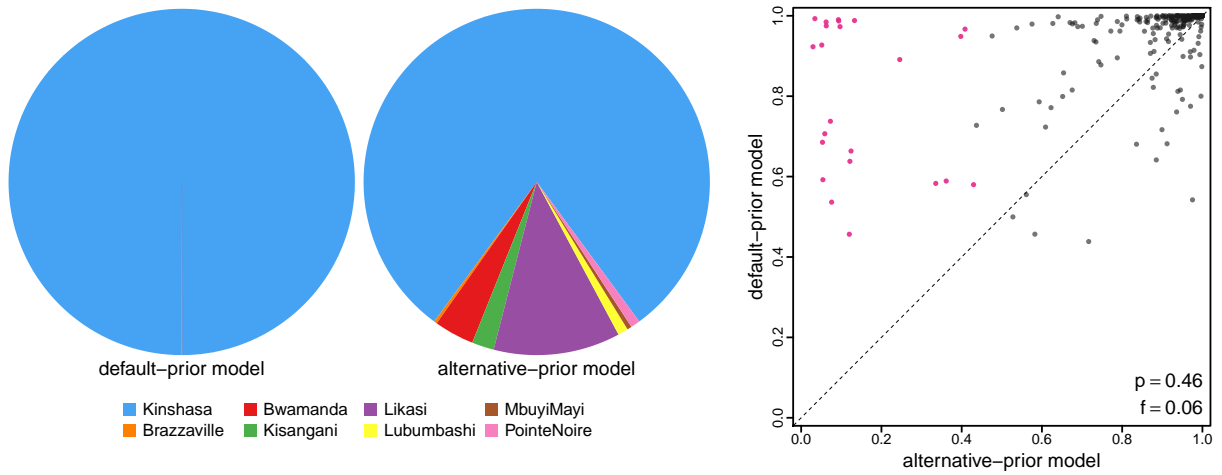 default−prior model
alternative−prior model
Kinshasa
Bwamanda
Likasi
MbuyiMayi
Brazzaville
Kisangani
Lubumbashi
PointeNoire
default−prior model
1.0
0.8
0.6
0.4
0.2
0.0
p = 0.46
f = 0.06
0.0 0.2 0.4 0.6 0.8 1.0
alternative−prior model